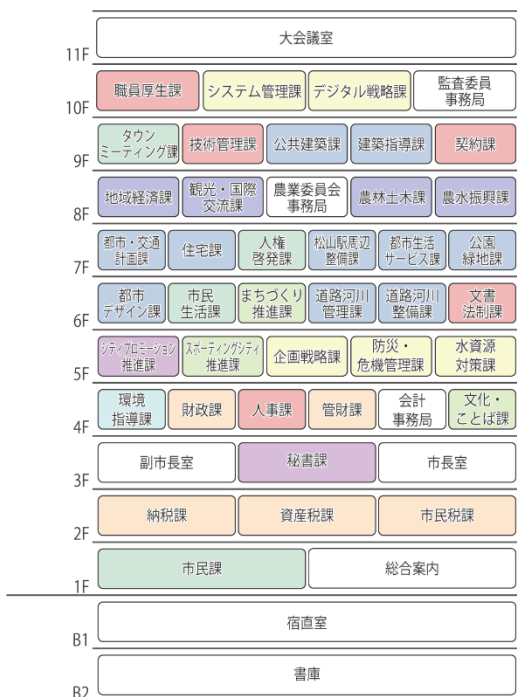 大会議室
11F
職員厚生課 システム管理課 デジタル戦略課 監査委員
事務局
10F
タウン
ミーティング課 技術管理課 公共建築課 建築指導課 契約課
9F
地域経済課 観光・国際
交流課 農業委員会
事務局 農林土木課 農水振興課
8F
都市・交通
計画課 住宅課 人権
啓発課 松山駅周辺
整備課 都市生活
サービス課 公園
緑地課
7F
都市
デザイン課 市民
生活課 まちづくり
推進課 道路河川
管理課 道路河川
整備課 文書
法制課
6F
シティプロモーション
推進課 スポーティングシティ
推進課 企画戦略課 防災・
危機管理課 水資源
対策課
5F
環境
指導課 財政課 人事課 管財課 会計
事務局 文化・
ことば課
4F
副市長室 秘書課 市長室
3F
納税課 資産税課 市民税課
2F
市民課 総合案内
1F
宿直室
B1
書庫
B2